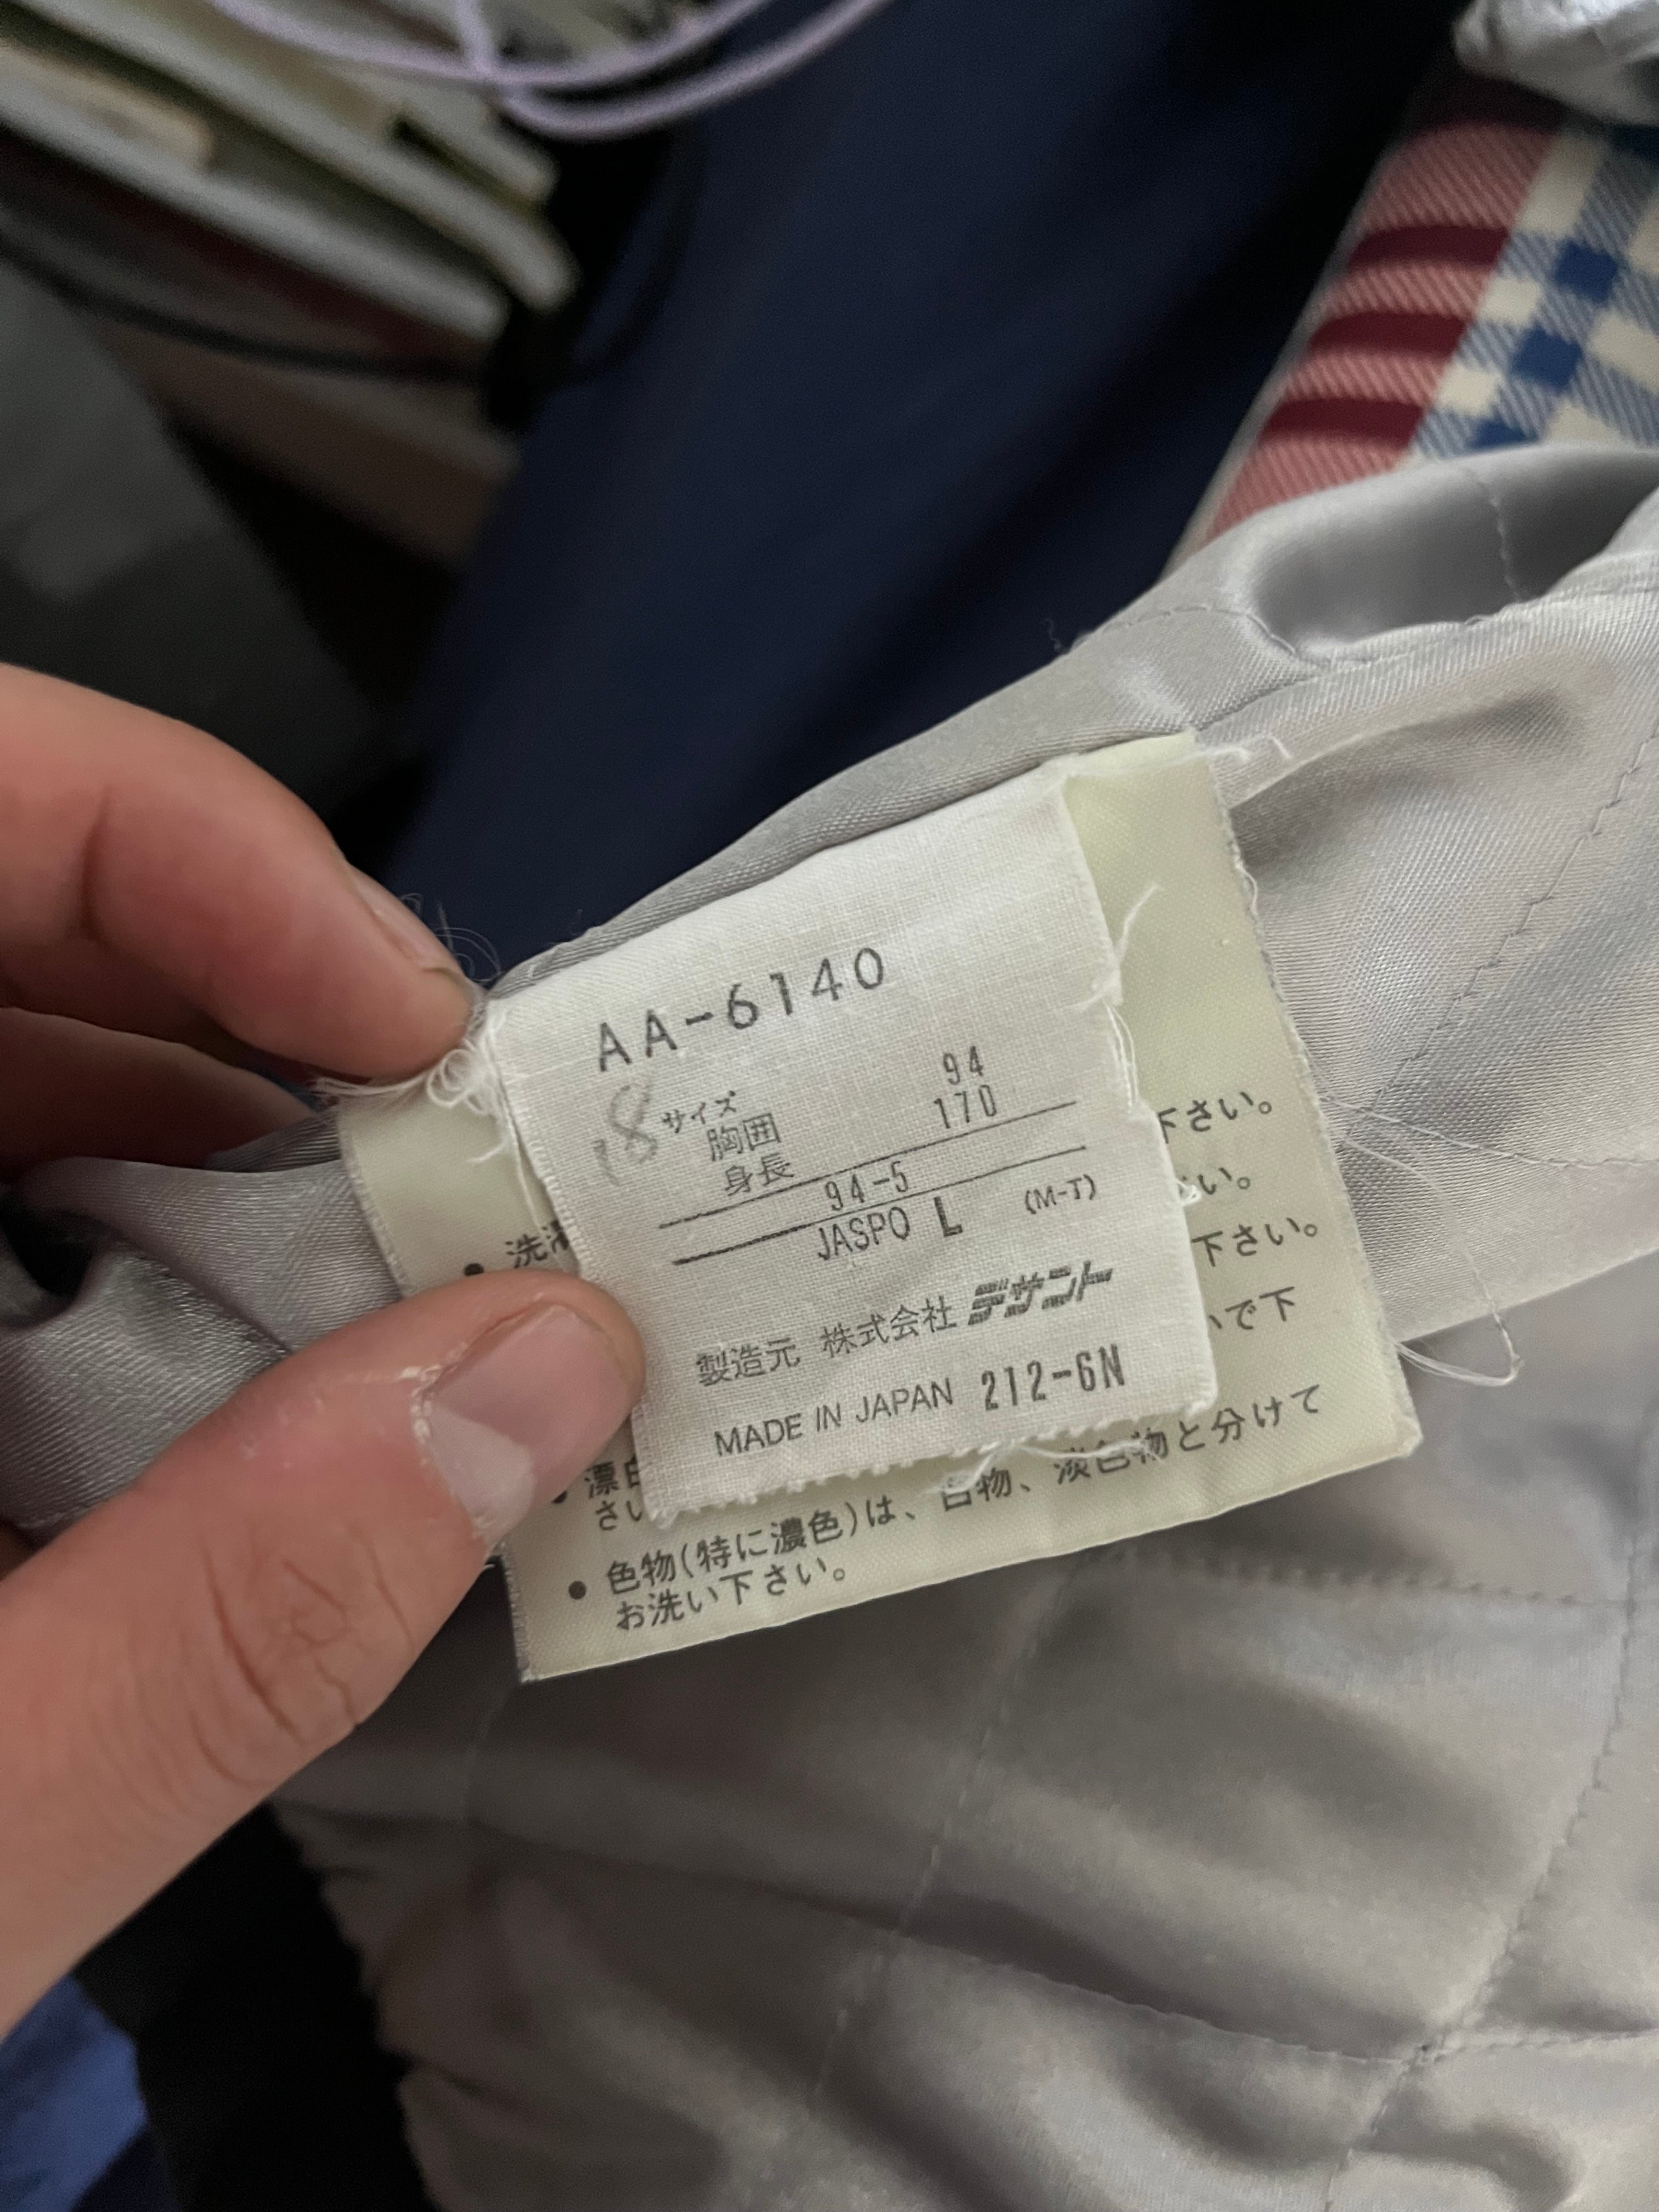 AA-6140
18
サイズ
胸囲 94
身長 170
94-5
JASPO L (M-T)
製造元 株式会社 デサント
MADE IN JAPAN 212-6N
下さい。
● 洗濯
い。
下さい。
いで下
● 漂白
さい
● 色物(特に濃色)は、白物、淡色物と分けて
お洗い下さい。